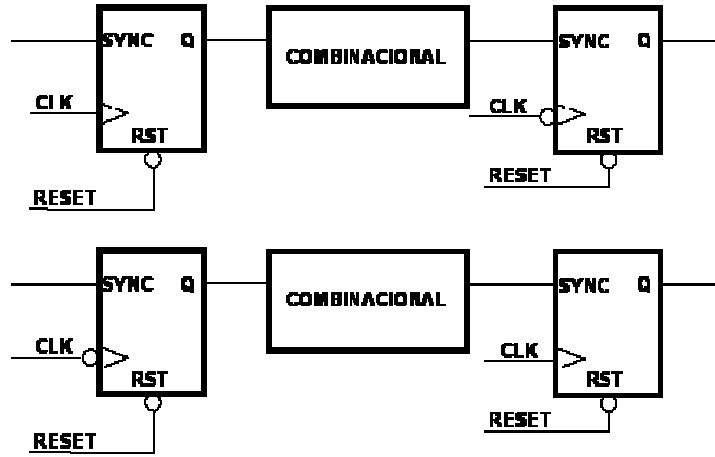 SYNC Q COMBINACIONAL SYNC Q
CLK CLK
RST RST
RESET RESET
SYNC Q COMBINACIONAL SYNC Q
CLK CLK
RST RST
RESET RESET